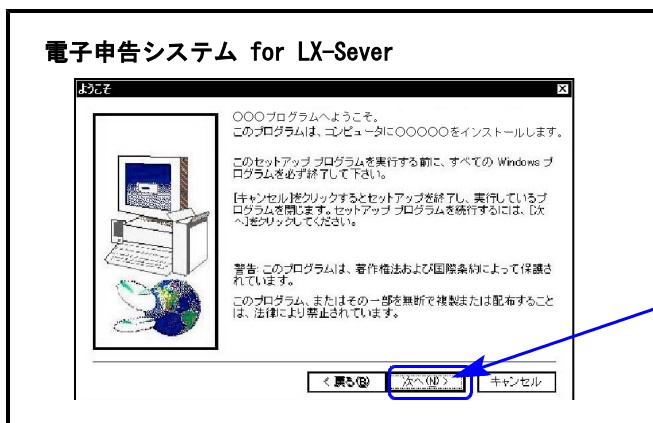 電子申告システム for LX-Sever
ようこそ
○○○プログラムへようこそ。
このプログラムは、コンピュータに○○○○○をインストールします。
このセットアップ プログラムを実行する前に、すべての Windows プ
ログラムを必ず終了して下さい。
[キャンセル]をクリックするとセットアップを終了し、実行しているプ
ログラムを閉じます。セットアップ プログラムを続行するには、[次
へ]をクリックしてください。
警告: このプログラムは、著作権法および国際条約によって保護さ
れています。
このプログラム、またはその一部を無断で複製または配布すること
は、法律により禁止されています。
< 戻る(B) 次へ(N) > キャンセル